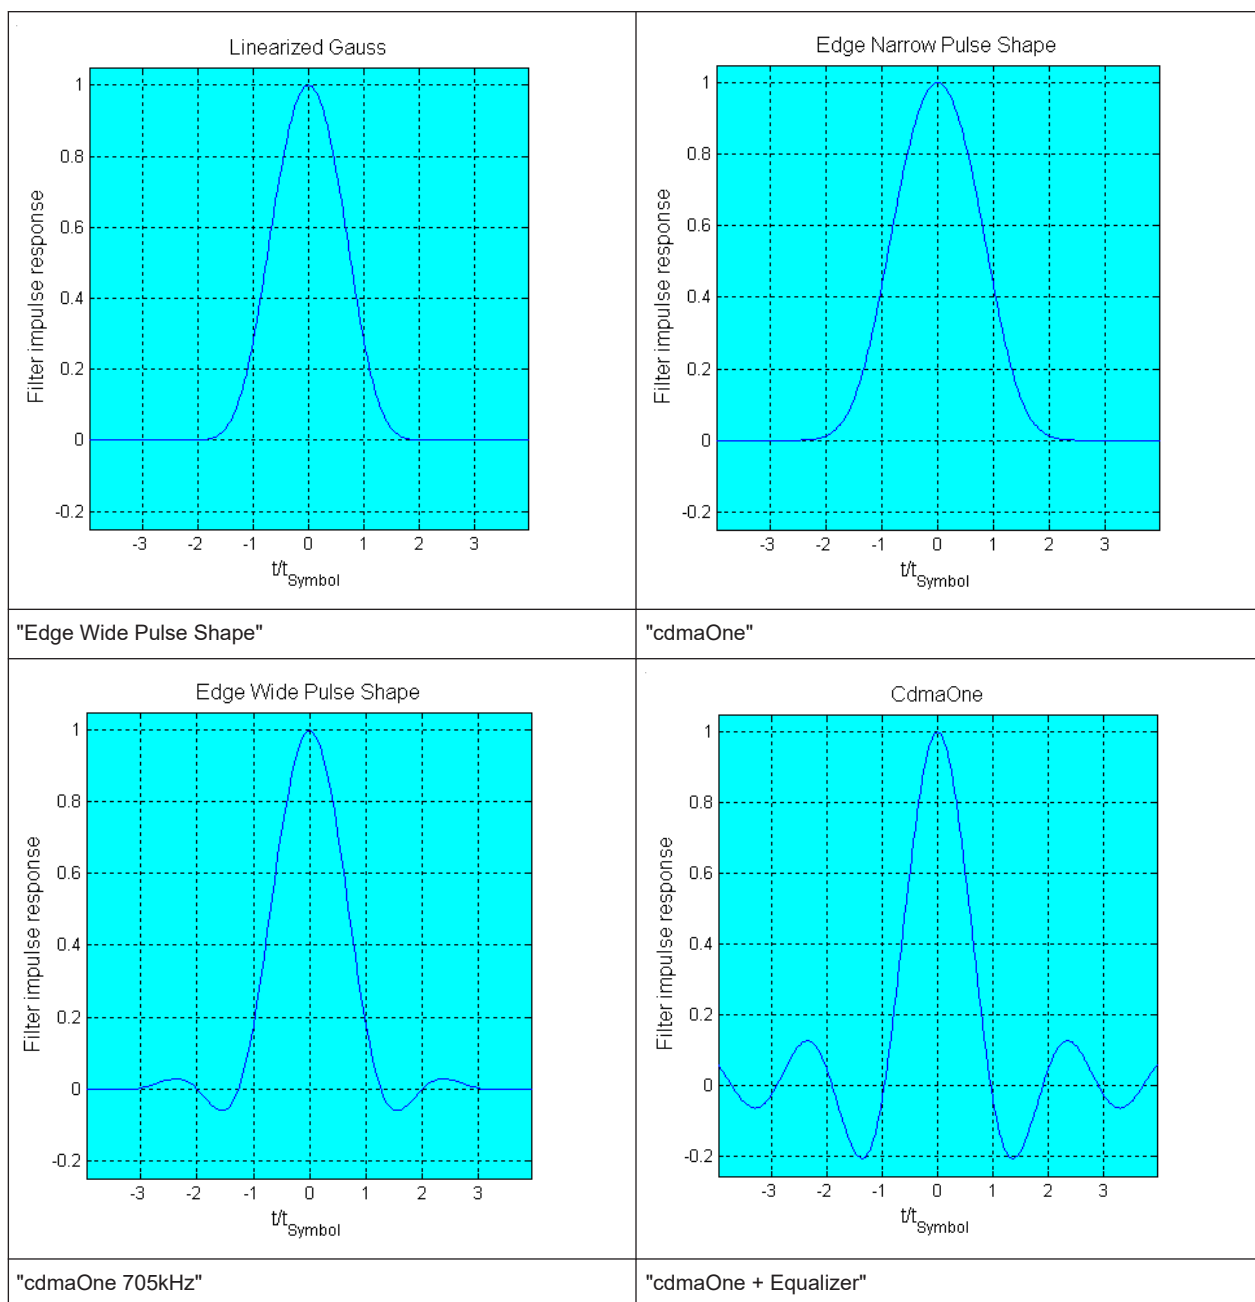 Linearized Gauss
1
0.8
0.6
0.4
0.2
0
-0.2
Filter impulse response
-3 -2 -1 0 1 2 3
t/tSymbol
Edge Narrow Pulse Shape
1
0.8
0.6
0.4
0.2
0
-0.2
Filter impulse response
-3 -2 -1 0 1 2 3
t/tSymbol
"Edge Wide Pulse Shape"
"cdmaOne"
Edge Wide Pulse Shape
1
0.8
0.6
0.4
0.2
0
-0.2
Filter impulse response
-3 -2 -1 0 1 2 3
t/tSymbol
CdmaOne
1
0.8
0.6
0.4
0.2
0
-0.2
Filter impulse response
-3 -2 -1 0 1 2 3
t/tSymbol
"cdmaOne 705kHz"
"cdmaOne + Equalizer"